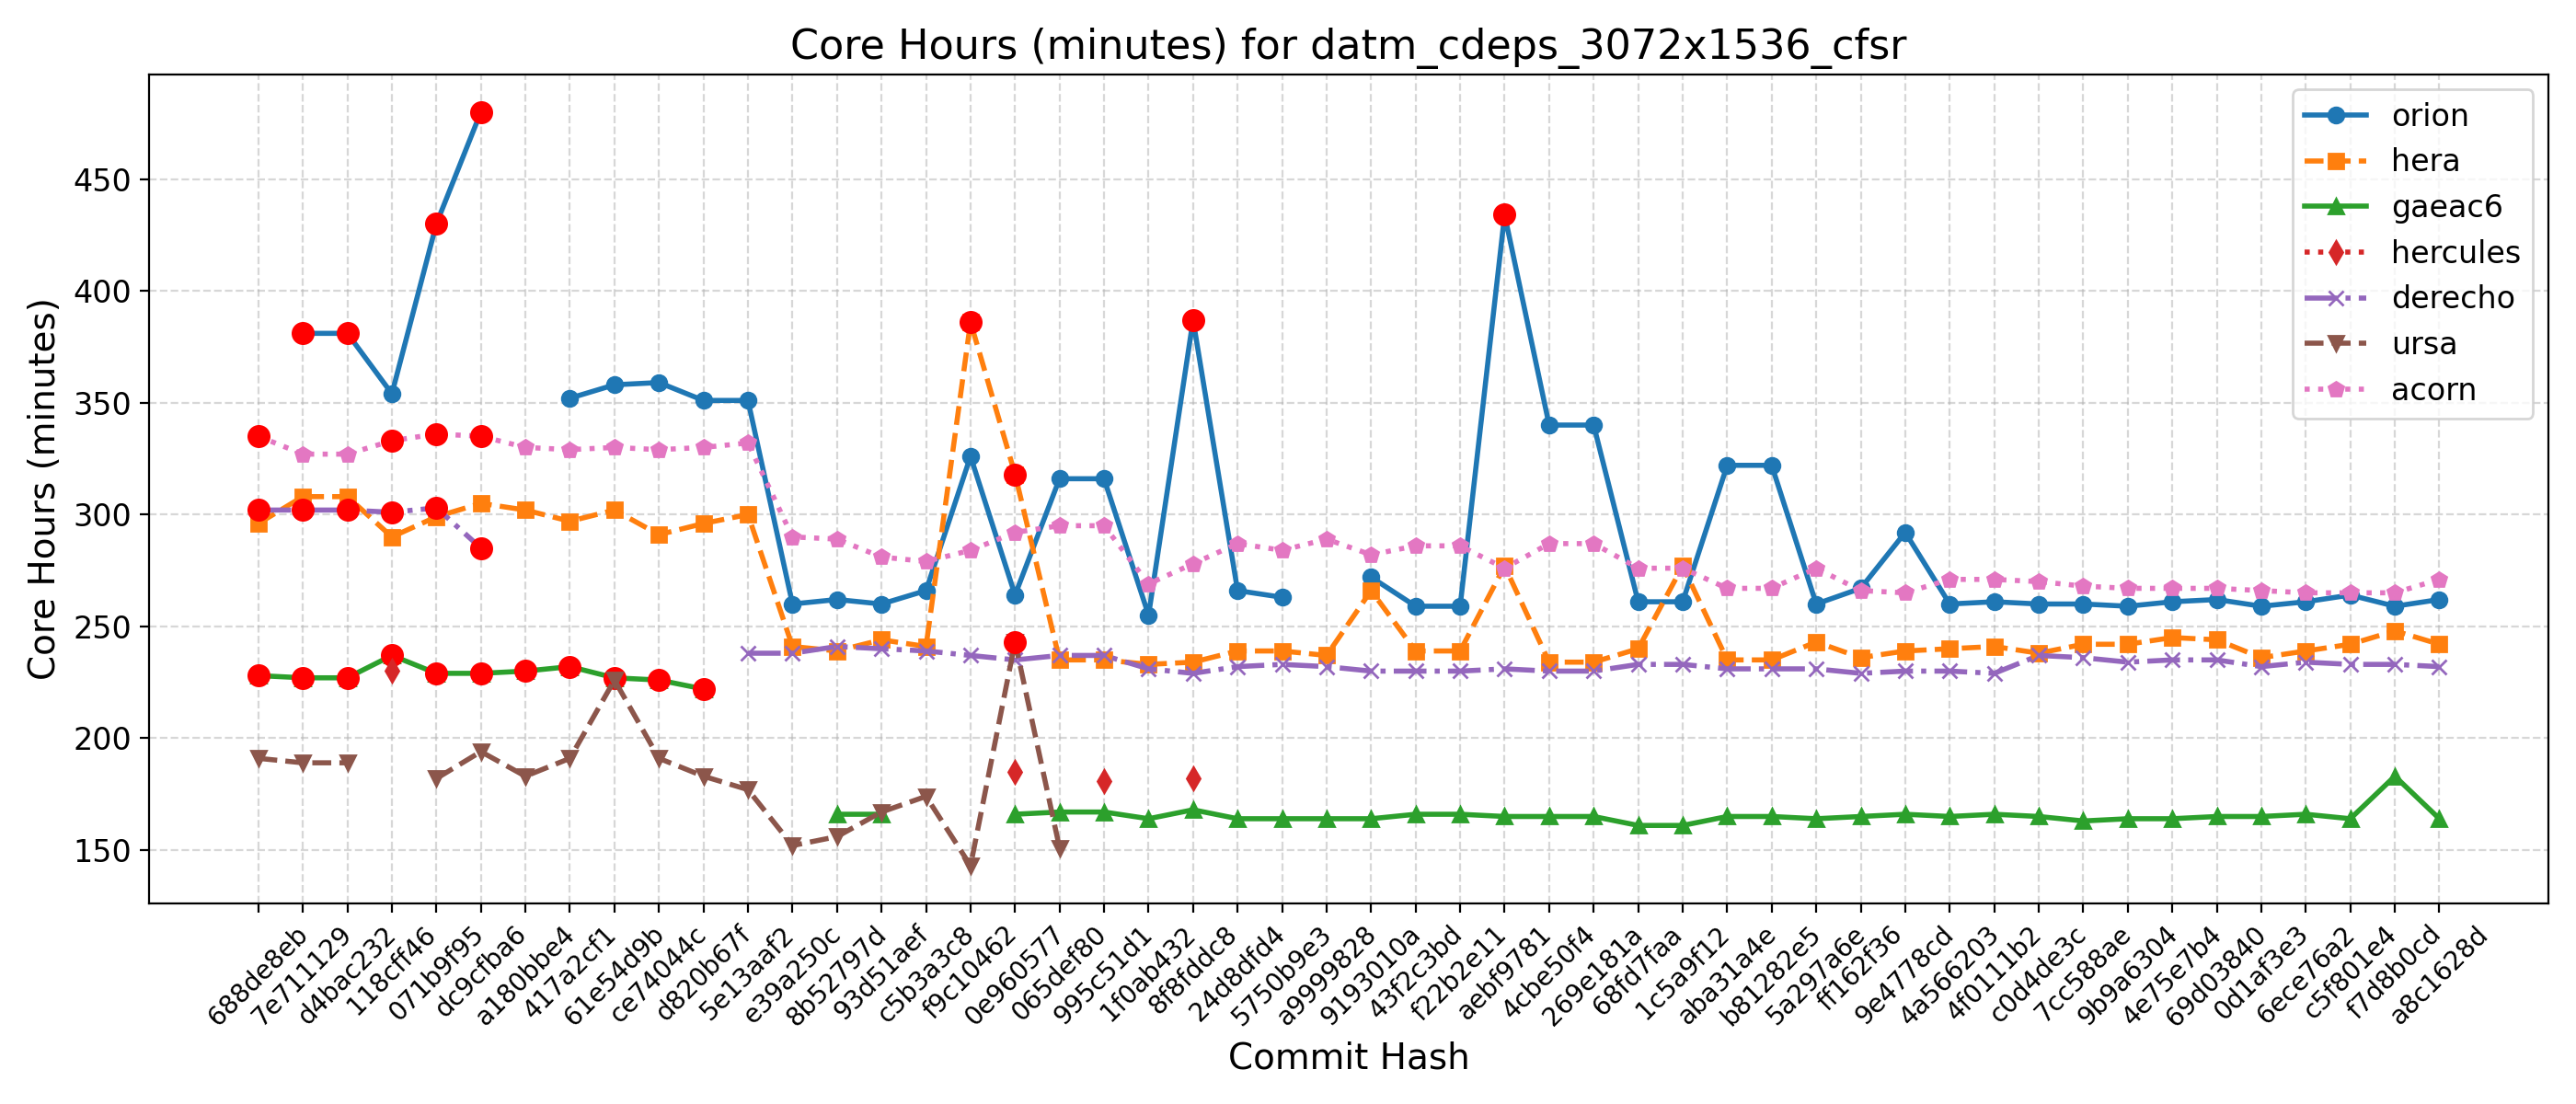 Core Hours (minutes) for datm_cdeps_3072x1536_cfsr
Core Hours (minutes)
450
400
350
300
250
200
150
orion
hera
gaeac6
hercules
derecho
ursa
acorn
688de8eb
7e711129
d4bac232
118cff46
071b9f95
dc9cfba6
a180bbe4
417a2cf1
61e54d9b
ce74044c
d820b67f
5e13aaf2
e39a250c
8b52797d
93d51aef
c5b3a3c8
f9c10462
0e960577
065def80
995c51d1
1f0ab432
8f8fddc8
24d8dfd4
5750b9e3
a9999828
9193010a
43f2c3bd
f22b2e11
aebf9781
4cbe50f4
269e181a
68fd7faa
1c5a9f12
aba31a4e
b81282e5
5a297a6e
ff162f36
9e4778cd
4a566203
4f0111b2
c0d4de3c
7cc588ae
9b9a6304
4e75e7b4
69d03840
0d1af3e3
6ece76a2
c5f801e4
f7d8b0cd
a8c1628d
Commit Hash